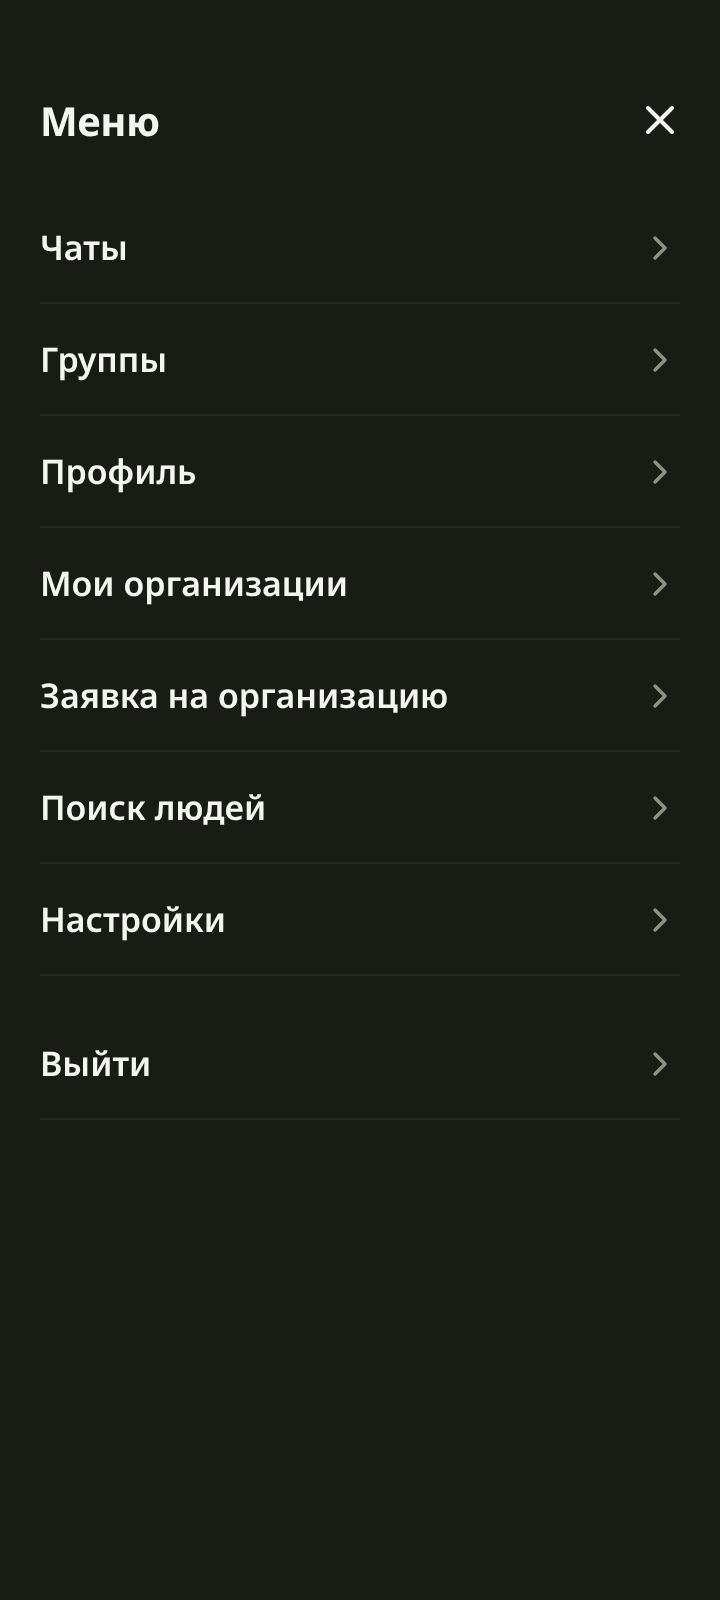 Меню
Чаты
Группы
Профиль
Мои организации
Заявка на организацию
Поиск людей
Настройки
Выйти